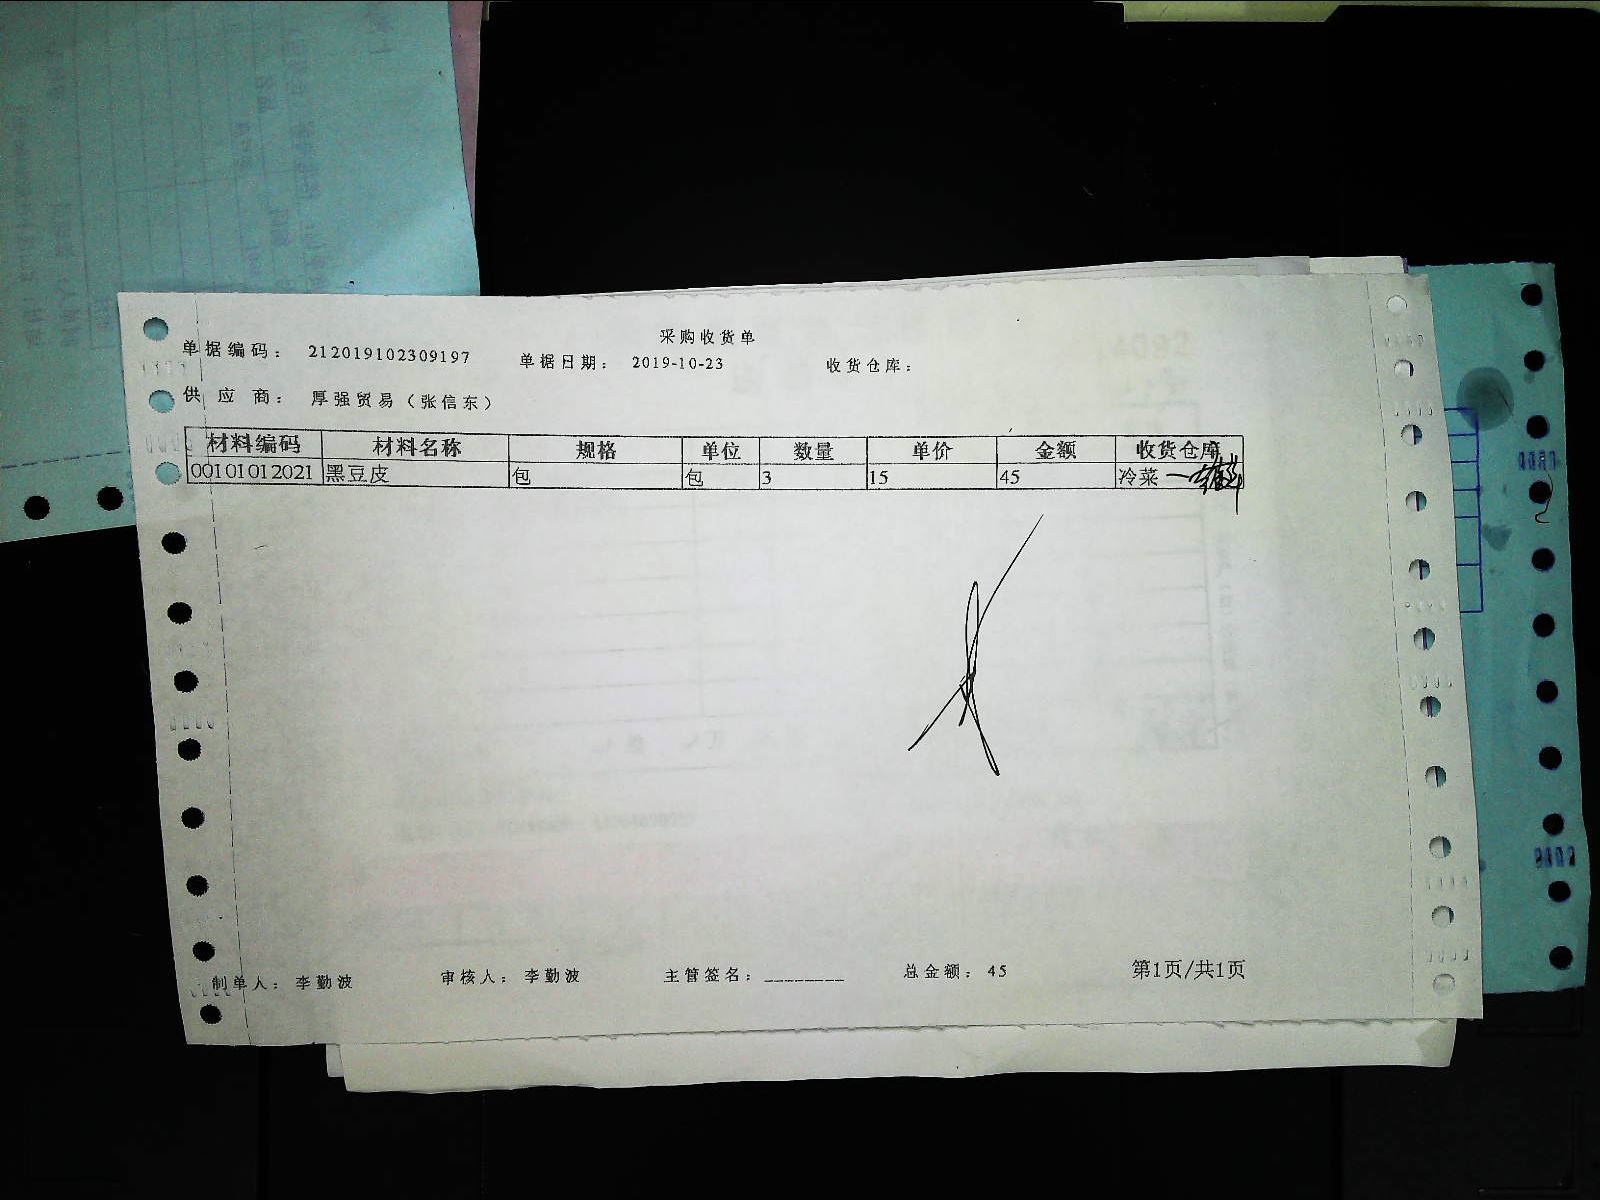 采购收货单
单据编码： 212019102309197 单据日期： 2019-10-23 收货仓库：
供 应 商： 厚强贸易（张信东）
材料编码 材料名称 规格 单位 数量 单价 金额 收货仓库
00101012021 黑豆皮 包 包 3 15 45 冷菜
制单人： 李勤波 审核人： 李勤波 主管签名：________ 总金额： 45 第1页/共1页